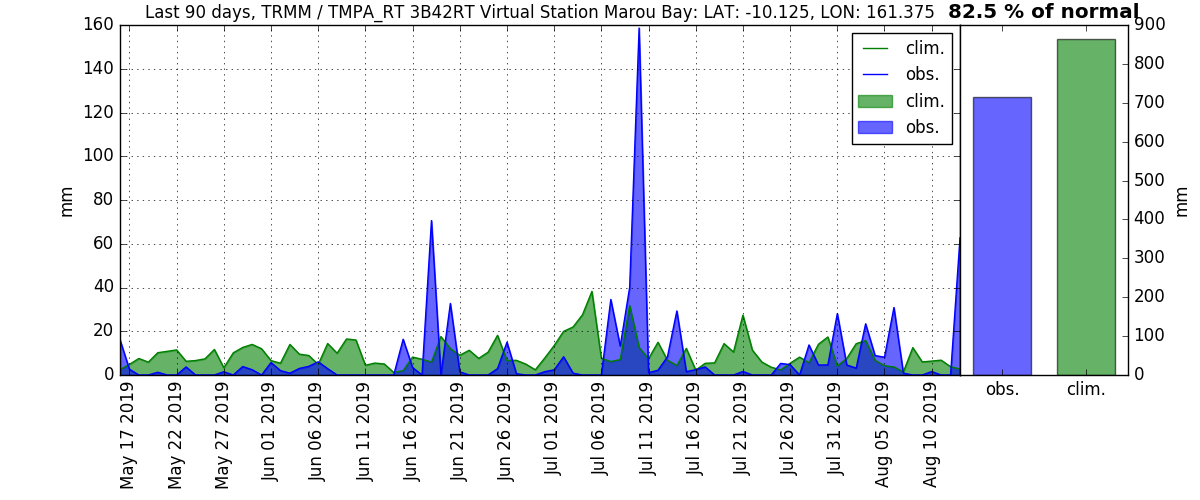 Last 90 days, TRMM / TMPA_RT 3B42RT Virtual Station Marou Bay: LAT: -10.125, LON: 161.375 82.5 % of normal
160
140
120
100
80
60
40
20
0
mm
clim.
obs.
clim.
obs.
May 17 2019
May 22 2019
May 27 2019
Jun 01 2019
Jun 06 2019
Jun 11 2019
Jun 16 2019
Jun 21 2019
Jun 26 2019
Jul 01 2019
Jul 06 2019
Jul 11 2019
Jul 16 2019
Jul 21 2019
Jul 26 2019
Jul 31 2019
Aug 05 2019
Aug 10 2019
900
800
700
600
500
400
300
200
100
0
mm
obs.
clim.